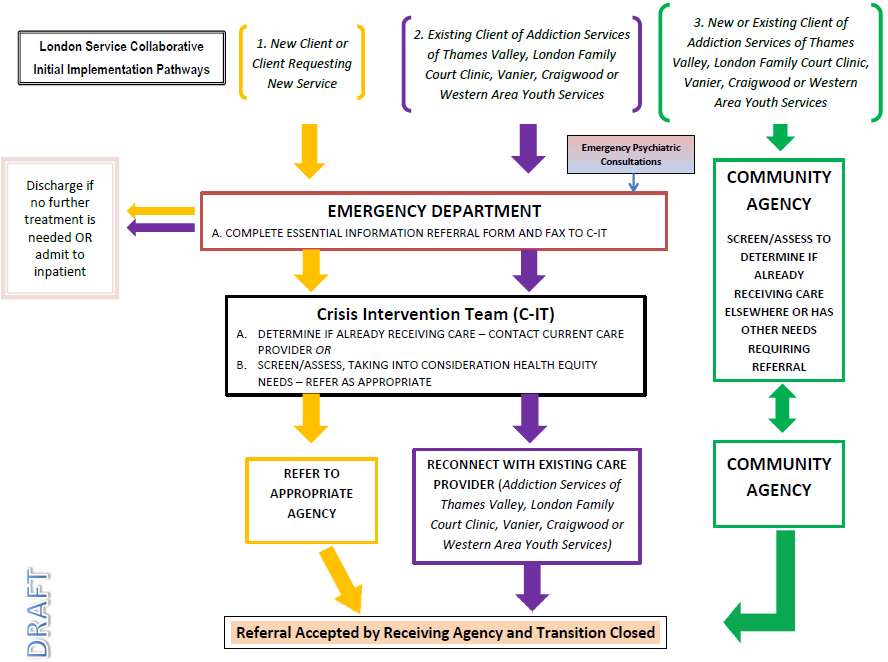 London Service Collaborative
Initial Implementation Pathways
1. New Client or
Client Requesting
New Service
2. Existing Client of Addiction Services
of Thames Valley, London Family
Court Clinic, Vanier, Craigwood or
Western Area Youth Services
3. New or Existing Client of
Addiction Services of Thames
Valley, London Family Court Clinic,
Vanier, Craigwood or Western
Area Youth Services
Emergency Psychiatric
Consultations
Discharge if
no further
treatment is
needed OR
admit to
inpatient
EMERGENCY DEPARTMENT
A. COMPLETE ESSENTIAL INFORMATION REFERRAL FORM AND FAX TO C-IT
COMMUNITY
AGENCY
SCREEN/ASSESS TO
DETERMINE IF
ALREADY
RECEIVING CARE
ELSEWHERE OR HAS
OTHER NEEDS
REQUIRING
REFERRAL
Crisis Intervention Team (C-IT)
A. DETERMINE IF ALREADY RECEIVING CARE – CONTACT CURRENT CARE
PROVIDER OR
B. SCREEN/ASSESS, TAKING INTO CONSIDERATION HEALTH EQUITY
NEEDS – REFER AS APPROPRIATE
REFER TO
APPROPRIATE
AGENCY
RECONNECT WITH EXISTING CARE
PROVIDER (Addiction Services of
Thames Valley, London Family
Court Clinic, Vanier, Craigwood or
Western Area Youth Services)
COMMUNITY
AGENCY
Referral Accepted by Receiving Agency and Transition Closed
DRAFT